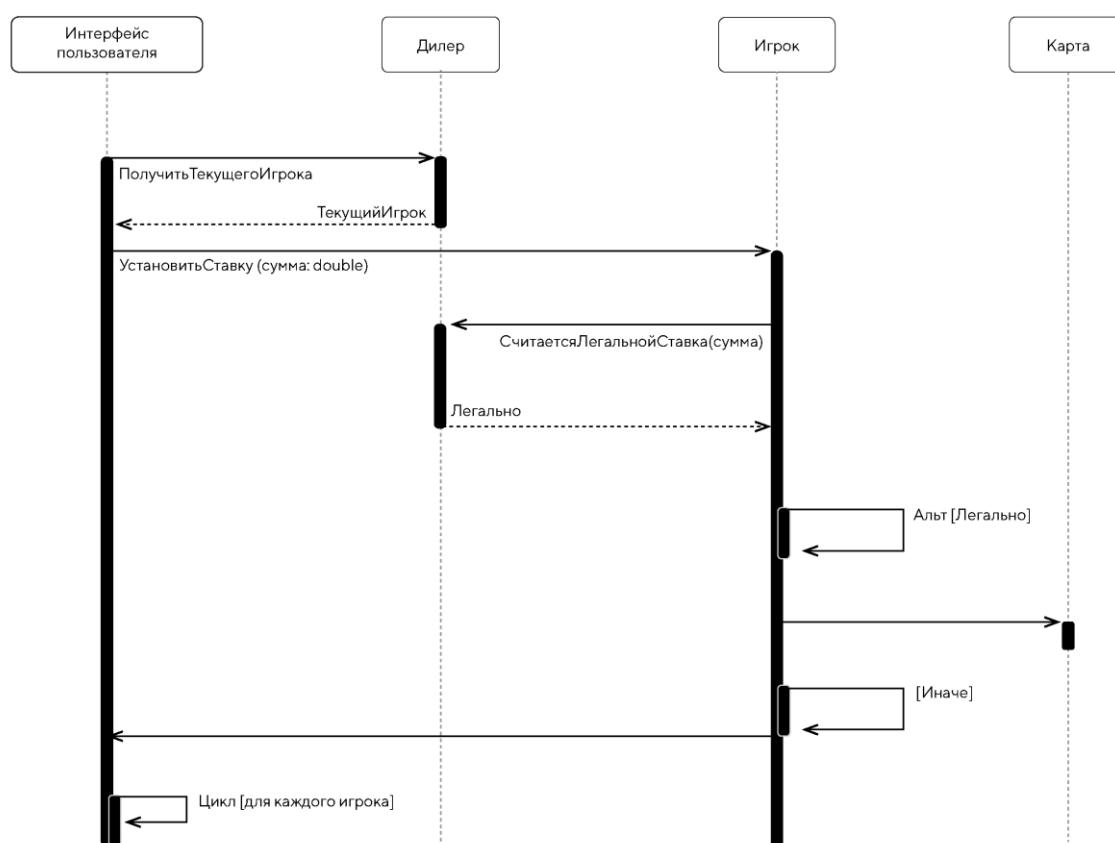 Интерфейс
пользователя
Дилер
Игрок
Карта
ПолучитьТекущегоИгрока
ТекущийИгрок
УстановитьСтавку (сумма: double)
СчитаетсяЛегальнойСтавка(сумма)
Легально
Альт [Легально]
[Иначе]
Цикл [для каждого игрока]